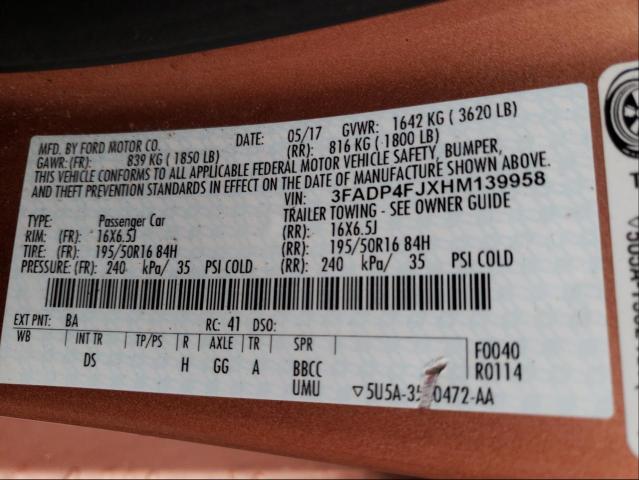 MFD. BY FORD MOTOR CO. DATE: 05/17 GVWR: 1642 KG ( 3620 LB)
GAWR:(FR): 839 KG ( 1850 LB) (RR): 816 KG ( 1800 LB)
THIS VEHICLE CONFORMS TO ALL APPLICABLE FEDERAL MOTOR VEHICLE SAFETY, BUMPER,
AND THEFT PREVENTION STANDARDS IN EFFECT ON THE DATE OF MANUFACTURE SHOWN ABOVE.
VIN: 3FADP4FJXHM139958
TYPE: Passenger Car TRAILER TOWING - SEE OWNER GUIDE
RIM: (FR): 16X6.5J (RR): 16X6.5J
TIRE: (FR): 195/50R16 84H (RR): 195/50R16 84H
PRESSURE:(FR): 240 kPa/ 35 PSI COLD (RR): 240 kPa/ 35 PSI COLD
EXT PNT: BA RC: 41 DSO:
WB INT TR TP/PS R AXLE TR SPR F0040
DS H GG A BBCC R0114
UMU ▽5U5A-35 0472-AA